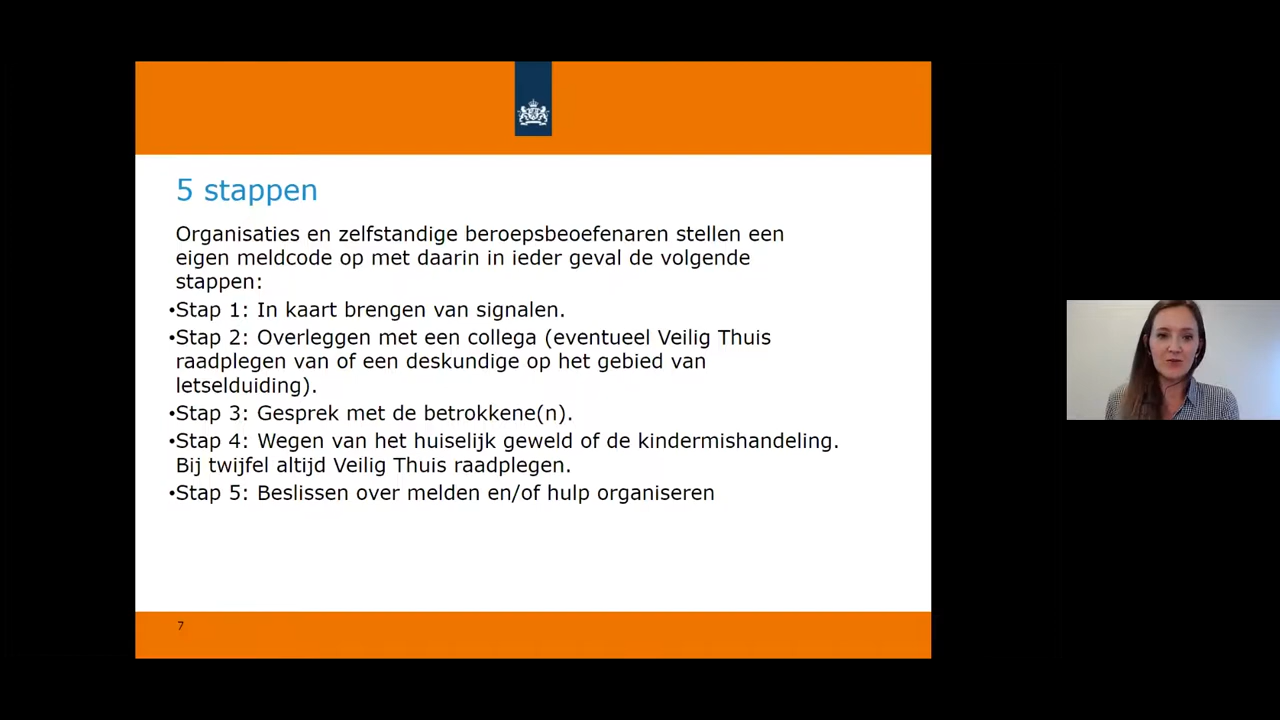 5 stappen
Organisaties en zelfstandige beroepsbeoefenaren stellen een
eigen meldcode op met daarin in ieder geval de volgende
stappen:
•Stap 1: In kaart brengen van signalen.
•Stap 2: Overleggen met een collega (eventueel Veilig Thuis
raadplegen van of een deskundige op het gebied van
letselduiding).
•Stap 3: Gesprek met de betrokkene(n).
•Stap 4: Wegen van het huiselijk geweld of de kindermishandeling.
Bij twijfel altijd Veilig Thuis raadplegen.
•Stap 5: Beslissen over melden en/of hulp organiseren
7